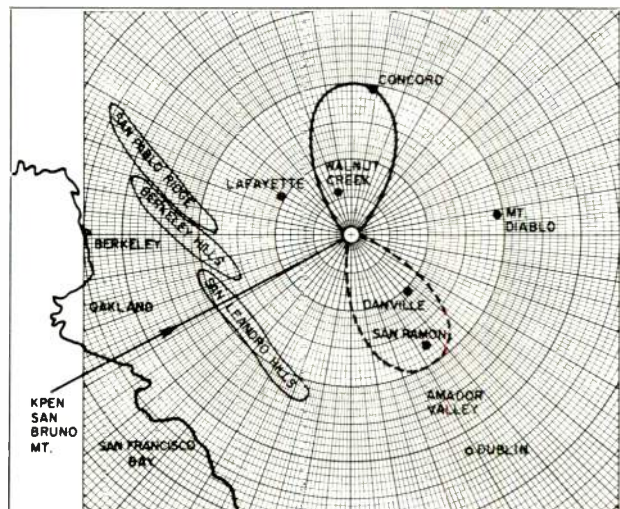 CONCORD
SAN PABLO RIDGE
WALNUT
CREEK
LAFAYETTE
MT.
DIABLO
BERKELEY HILLS
BERKELEY
OAKLAND
SAN LEANDRO HILLS
DANVILLE
SAN RAMON
KPEN
SAN
BRUNO
MT.
AMADOR
VALLEY
SAN FRANCISCO
BAY
DUBLIN